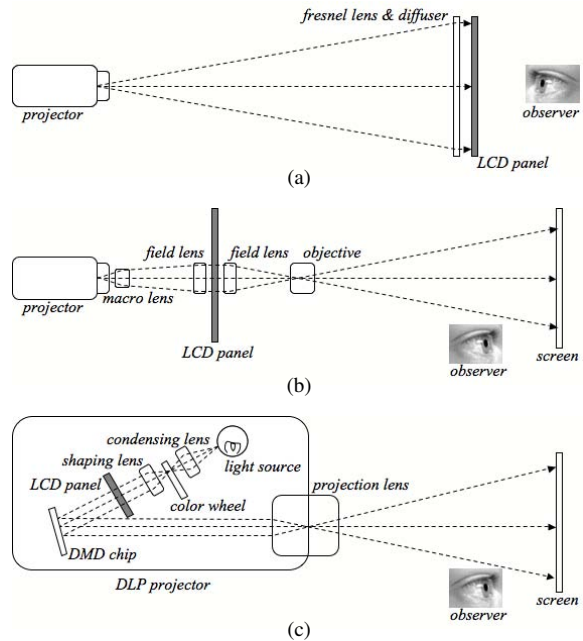 fresnel lens & diffuser
projector
observer
LCD panel
(a)
field lens
field lens
objective
macro lens
projector
LCD panel
observer
screen
(b)
condensing lens
shaping lens
light source
LCD panel
projection lens
color wheel
DMD chip
DLP projector
observer
screen
(c)